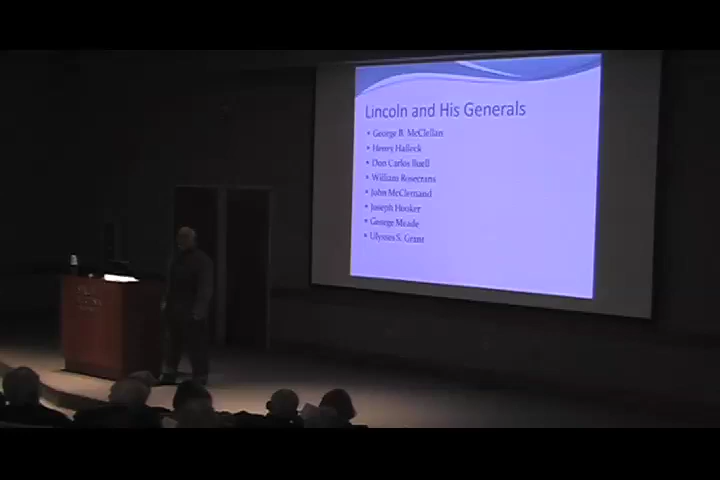 Lincoln and His Generals
• George B. McClellan
• Henry Halleck
• Don Carlos Buell
• William Rosecrans
• John McClernand
• Joseph Hooker
• George Meade
• Ulysses S. Grant